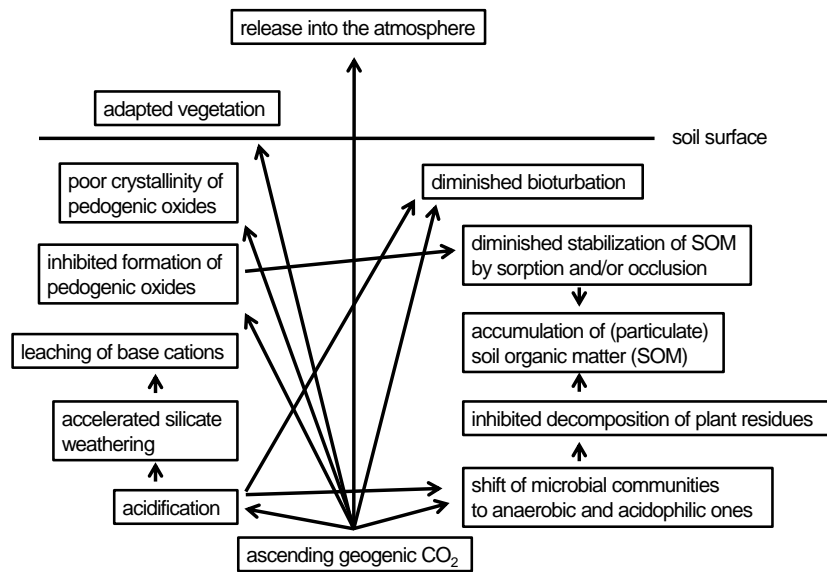 release into the atmosphere
adapted vegetation
soil surface
poor crystallinity of
pedogenic oxides
diminished bioturbation
inhibited formation of
pedogenic oxides
diminished stabilization of SOM
by sorption and/or occlusion
leaching of base cations
accumulation of (particulate)
soil organic matter (SOM)
accelerated silicate
weathering
inhibited decomposition of plant residues
acidification
shift of microbial communities
to anaerobic and acidophilic ones
ascending geogenic CO₂